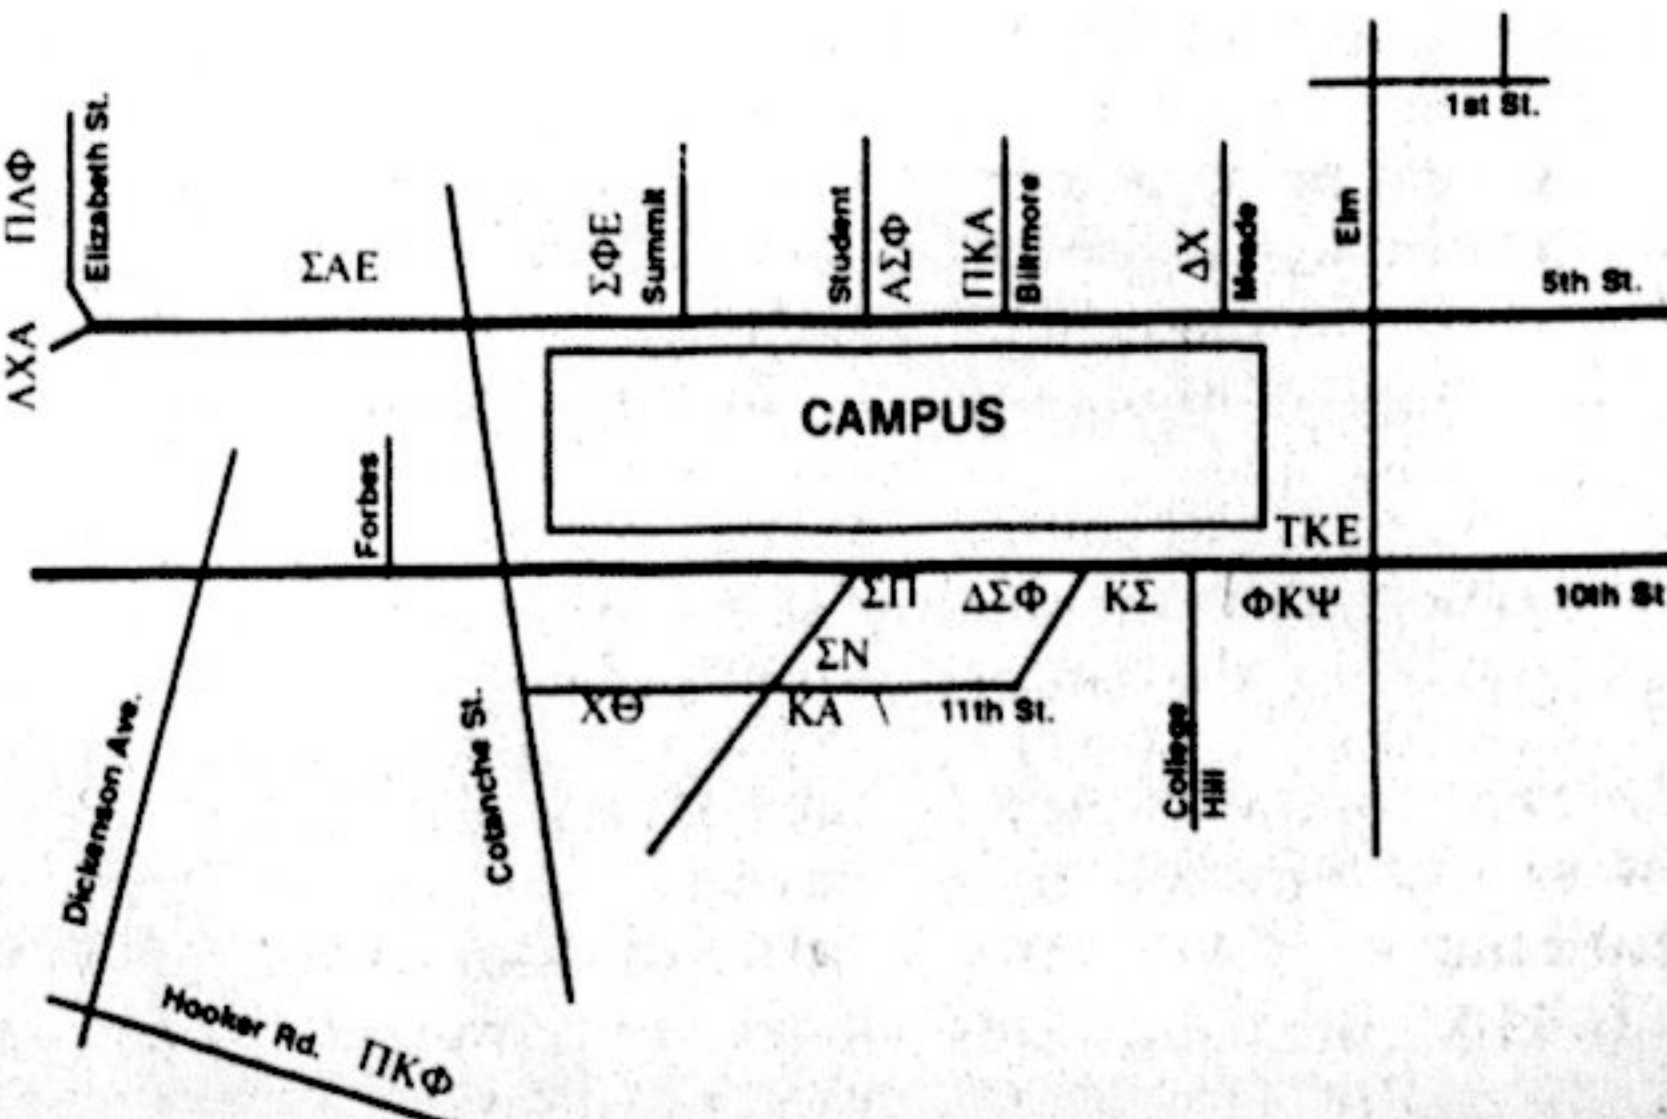 1st St.
ΠΛΦ
Elizabeth St.
ΣΑΕ
ΣΦΕ
Summit
Student
ΑΣΦ
ΠΚΑ
Biltmore
ΔΧ
Meade
Elm
5th St.
ΛΧΑ
CAMPUS
Forbes
ΤΚΕ
ΣΠ
ΔΣΦ
ΚΣ
ΦΚΨ
10th St
ΣΝ
ΧΘ
ΚΑ
11th St.
Dickenson Ave.
Cotanche St.
College
Hill
Hooker Rd.
ΠΚΦ